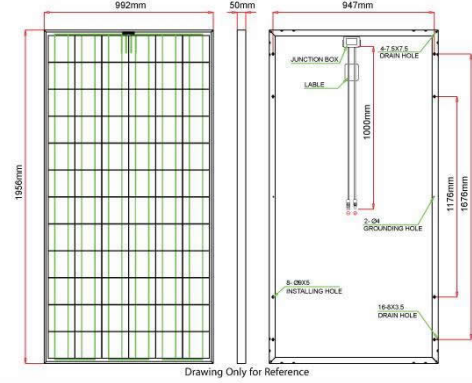 992mm
50mm
947mm
JUNCTION BOX
4-7.5X7.5
DRAIN HOLE
LABLE
1000mm
1956mm
1176mm
1676mm
2- Ø4
GROUNDING HOLE
8- Ø9X5
INSTALLING HOLE
16-8X3.5
DRAIN HOLE
Drawing Only for Reference